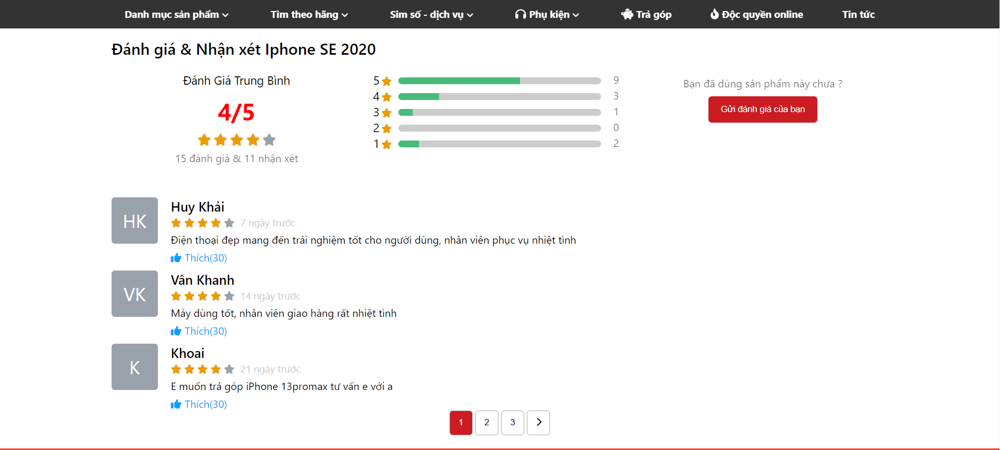 Danh mục sản phẩm Tìm theo hãng Sim số - dịch vụ Phụ kiện Trả góp Độc quyền online Tin tức
Đánh giá & Nhận xét Iphone SE 2020
Đánh Giá Trung Bình
4/5
15 đánh giá & 11 nhận xét
5 9
4 3
3 1
2 0
1 2
Bạn đã dùng sản phẩm này chưa ?
Gửi đánh giá của bạn
HK
Huy Khải
7 ngày trước
Điện thoại đẹp mang đến trải nghiệm tốt cho người dùng, nhân viên phục vụ nhiệt tình
Thích(30)
VK
Vân Khanh
14 ngày trước
Máy dùng tốt, nhân viên giao hàng rất nhiệt tình
Thích(30)
K
Khoai
21 ngày trước
E muốn trả góp iPhone 13promax tư vấn e với a
Thích(30)
1 2 3